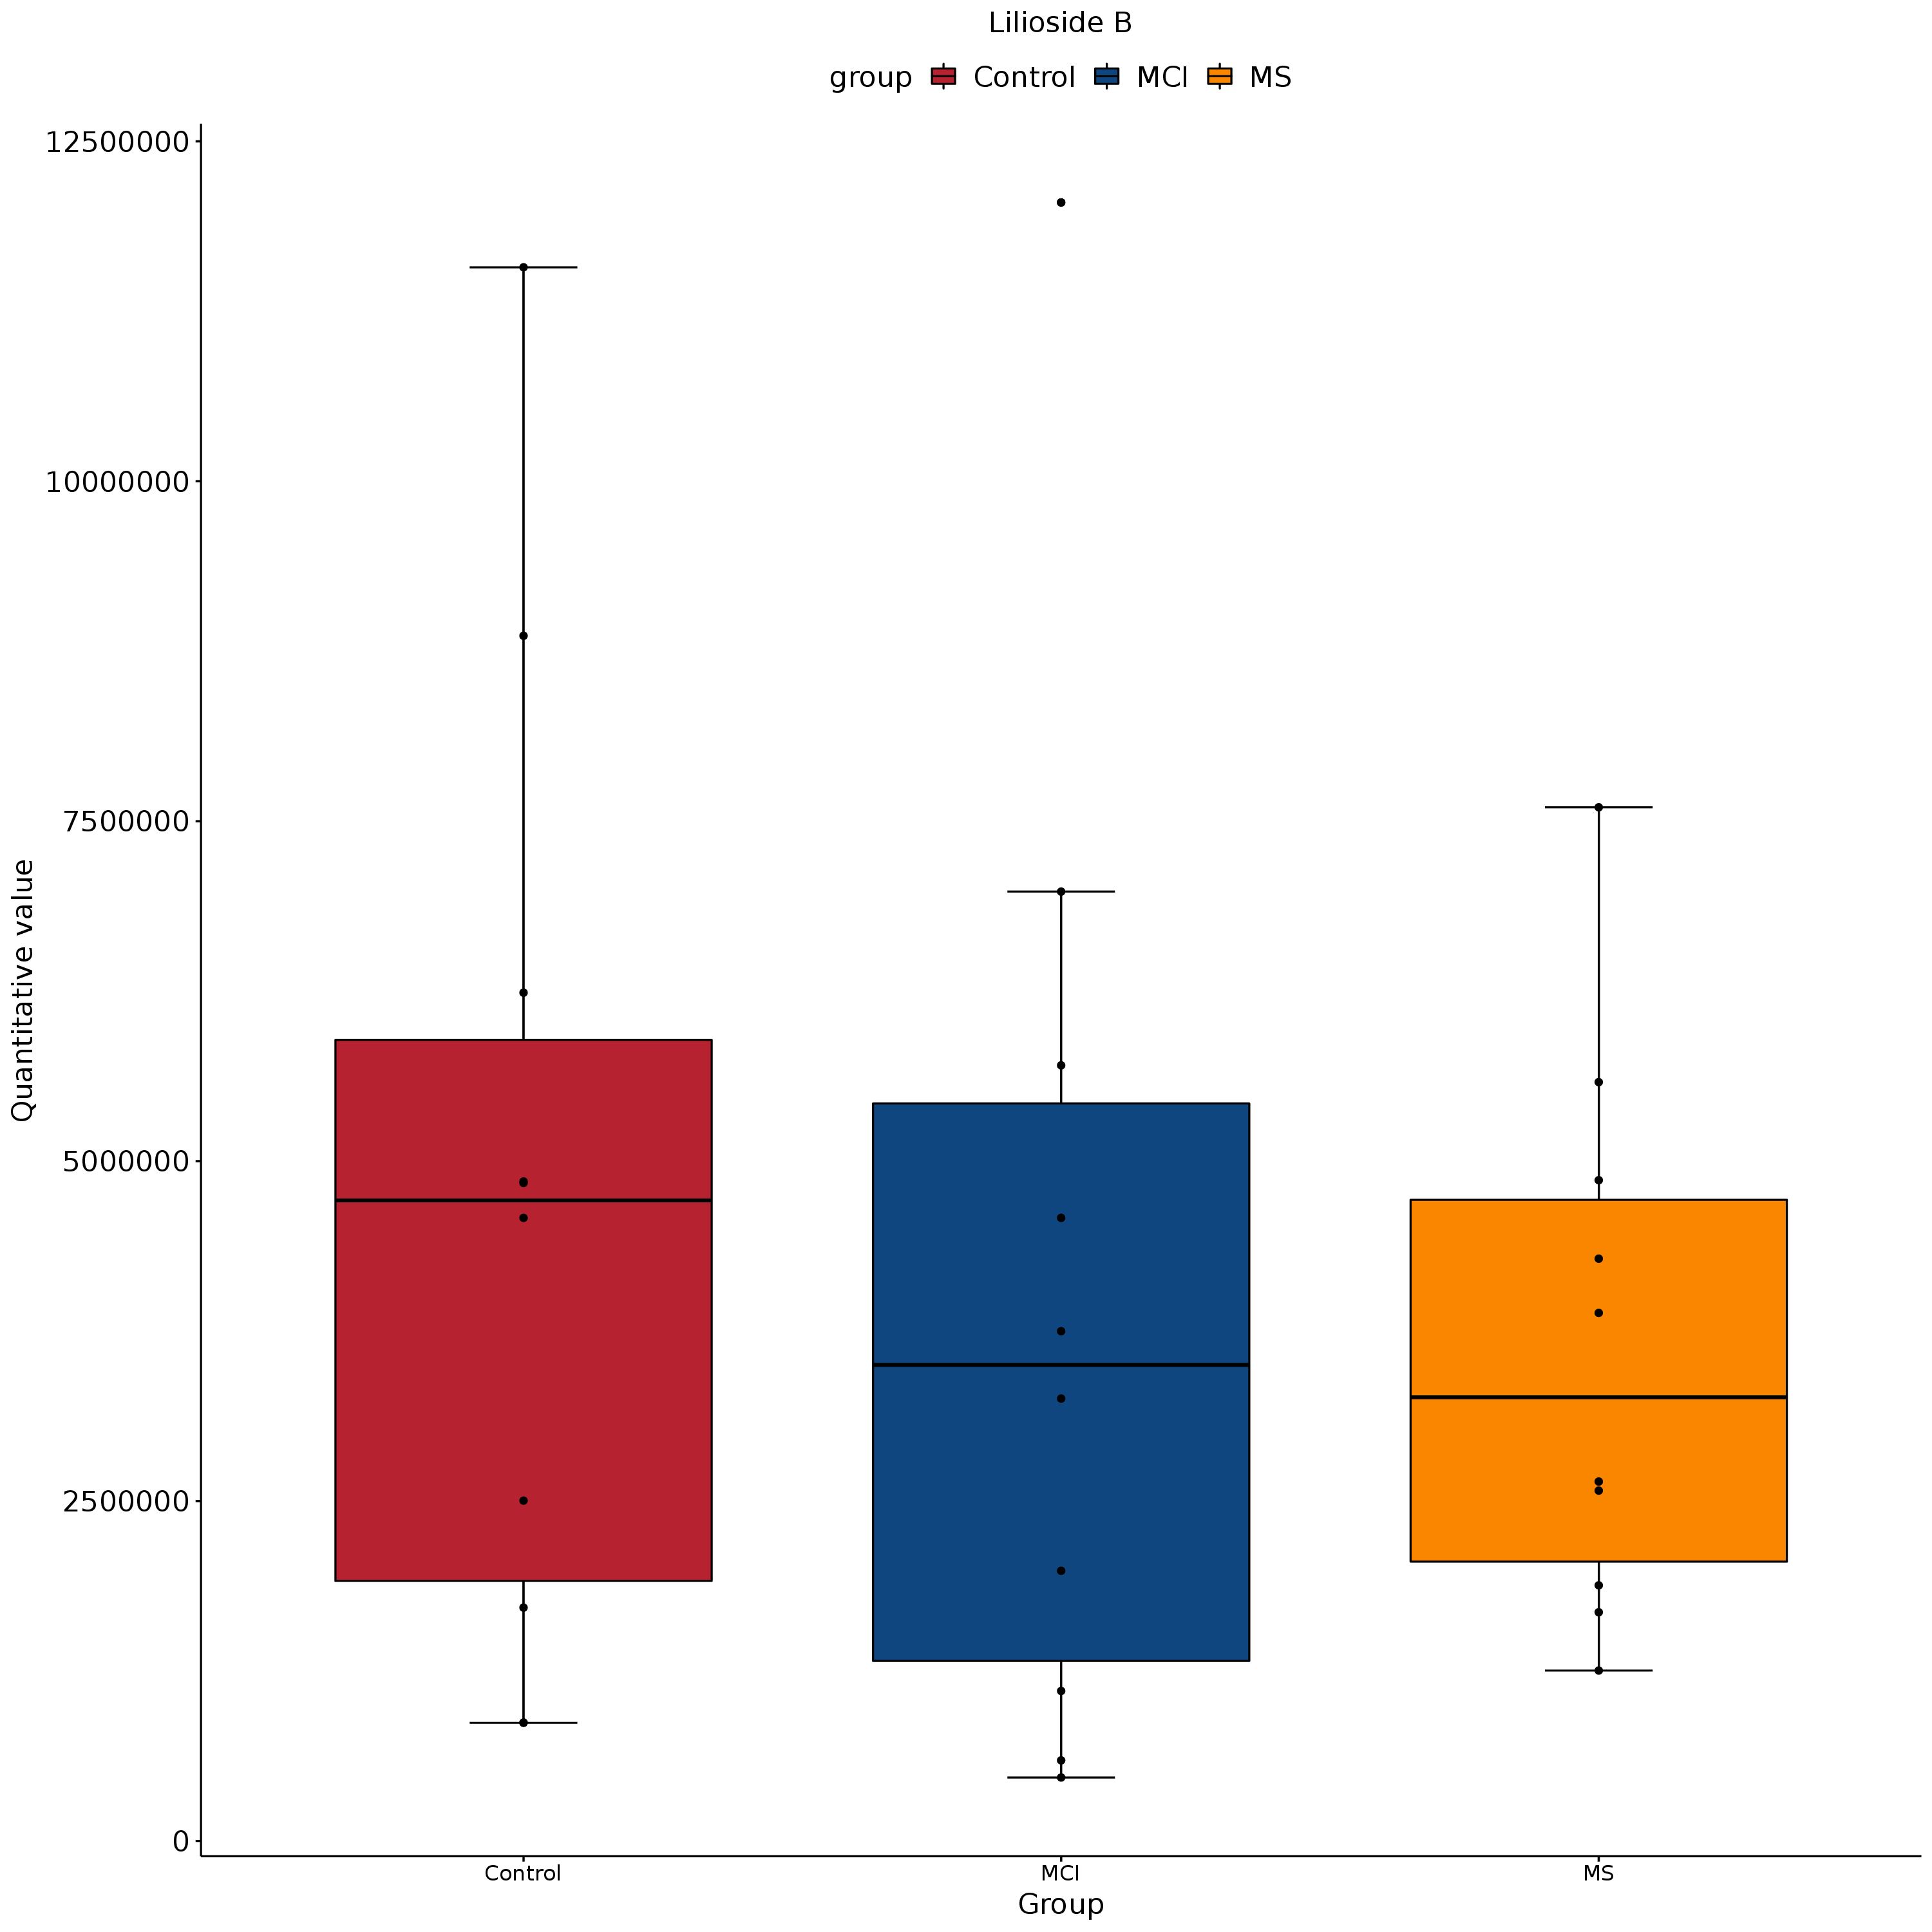 Lilioside B
group Control MCI MS
12500000
10000000
7500000
5000000
2500000
0
Quantitative value
Control MCI MS
Group